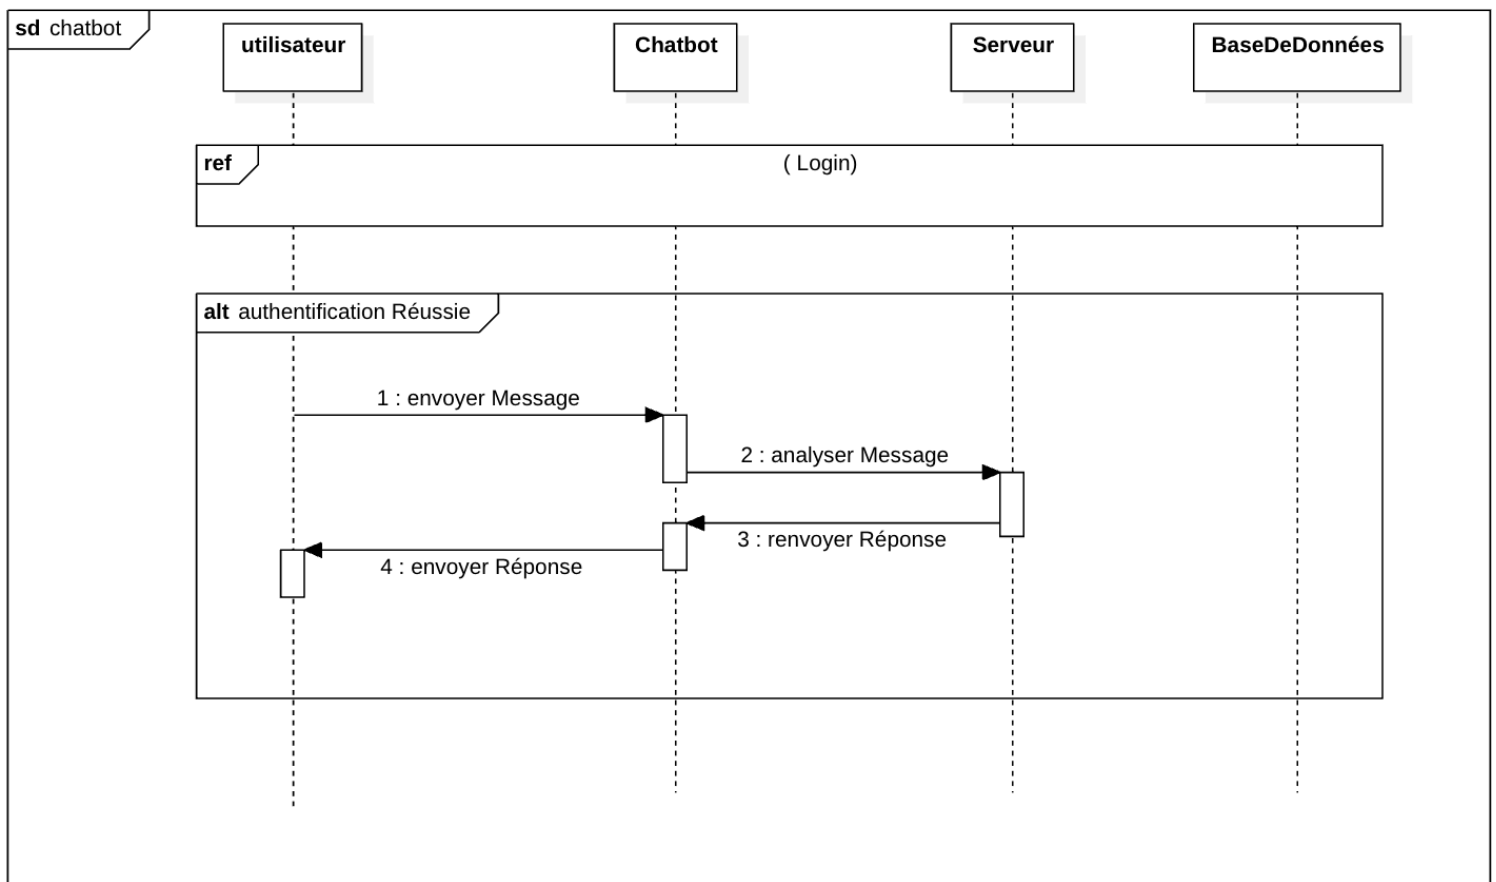 sd chatbot
utilisateur
Chatbot
Serveur
BaseDeDonnées
ref
( Login)
alt authentification Réussie
1 : envoyer Message
2 : analyser Message
3 : renvoyer Réponse
4 : envoyer Réponse